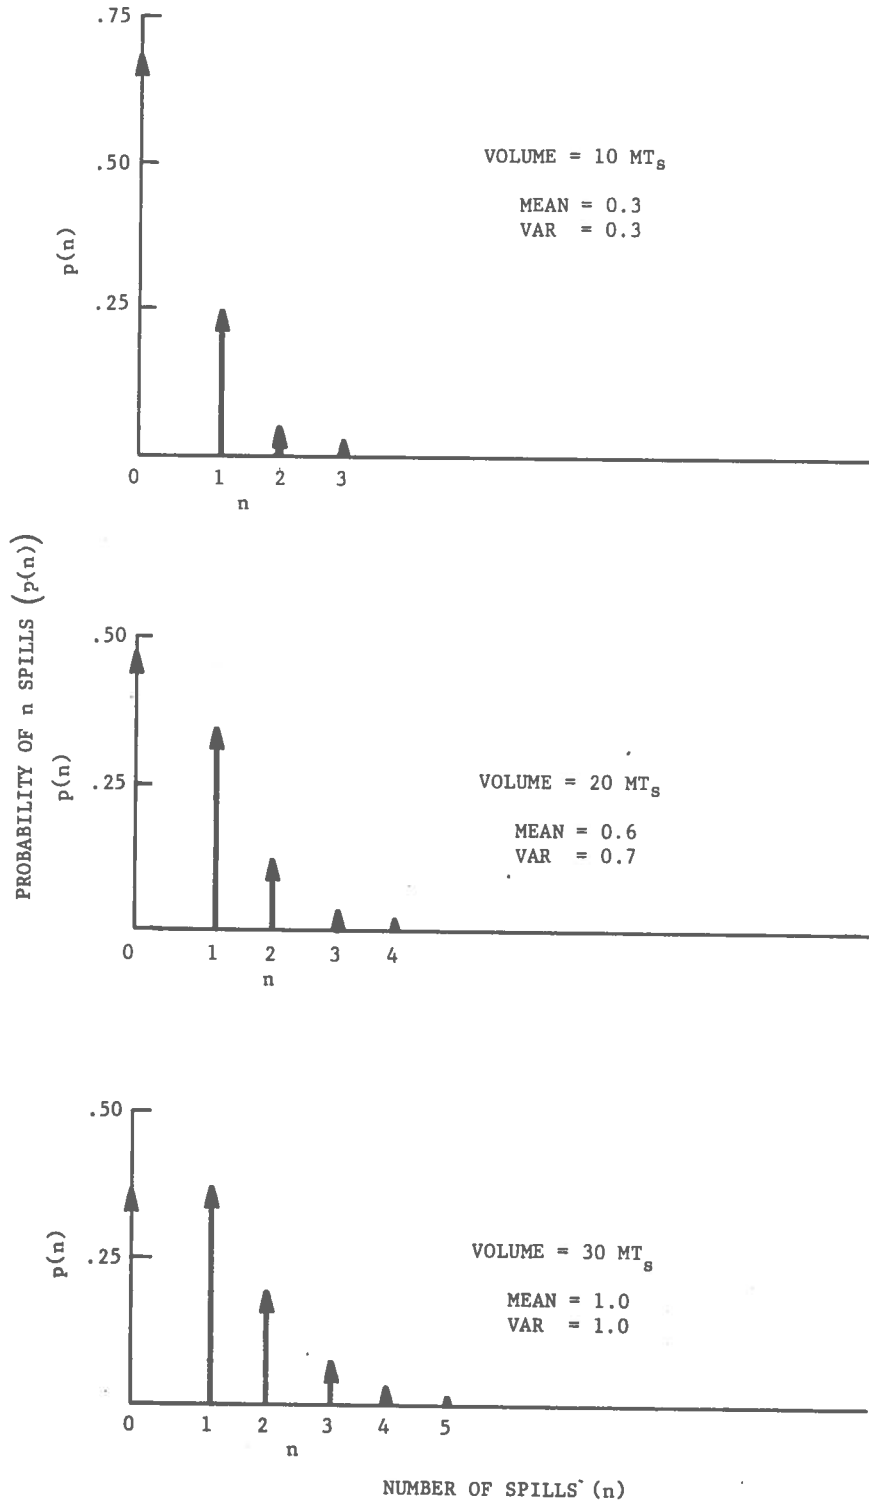 PROBABILITY OF n SPILLS (p(n))
.75
.50
.25
p(n)
VOLUME = 10 MTs
MEAN = 0.3
VAR = 0.3
0 1 2 3
n
.50
.25
p(n)
VOLUME = 20 MTs
MEAN = 0.6
VAR = 0.7
0 1 2 3 4
n
.50
.25
p(n)
VOLUME = 30 MTs
MEAN = 1.0
VAR = 1.0
0 1 2 3 4 5
n
NUMBER OF SPILLS (n)